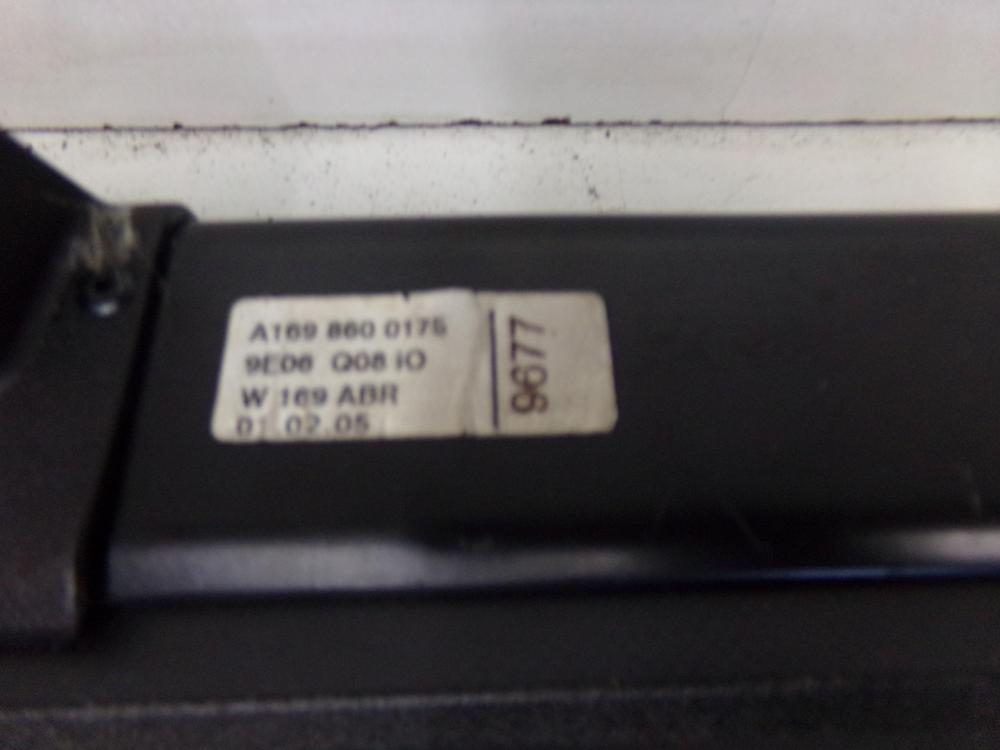 A169 860 0175
9E06 Q08 IO
W 169 ABR
01.02.05
9677